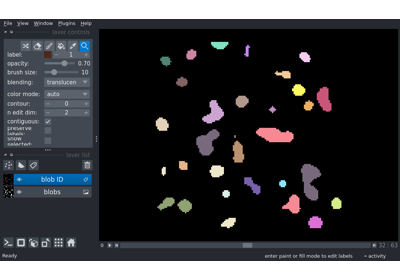 File View Window Plugins Help
layer controls
label: 1
opacity: 0.70
brush size: 10
blending: translucen
color mode: auto
contour: 0
n edit dim: 2
contiguous: ✓
preserve labels:
show selected:
layer list
blob ID
blobs
0 32 63
Ready enter paint or fill mode to edit labels activity